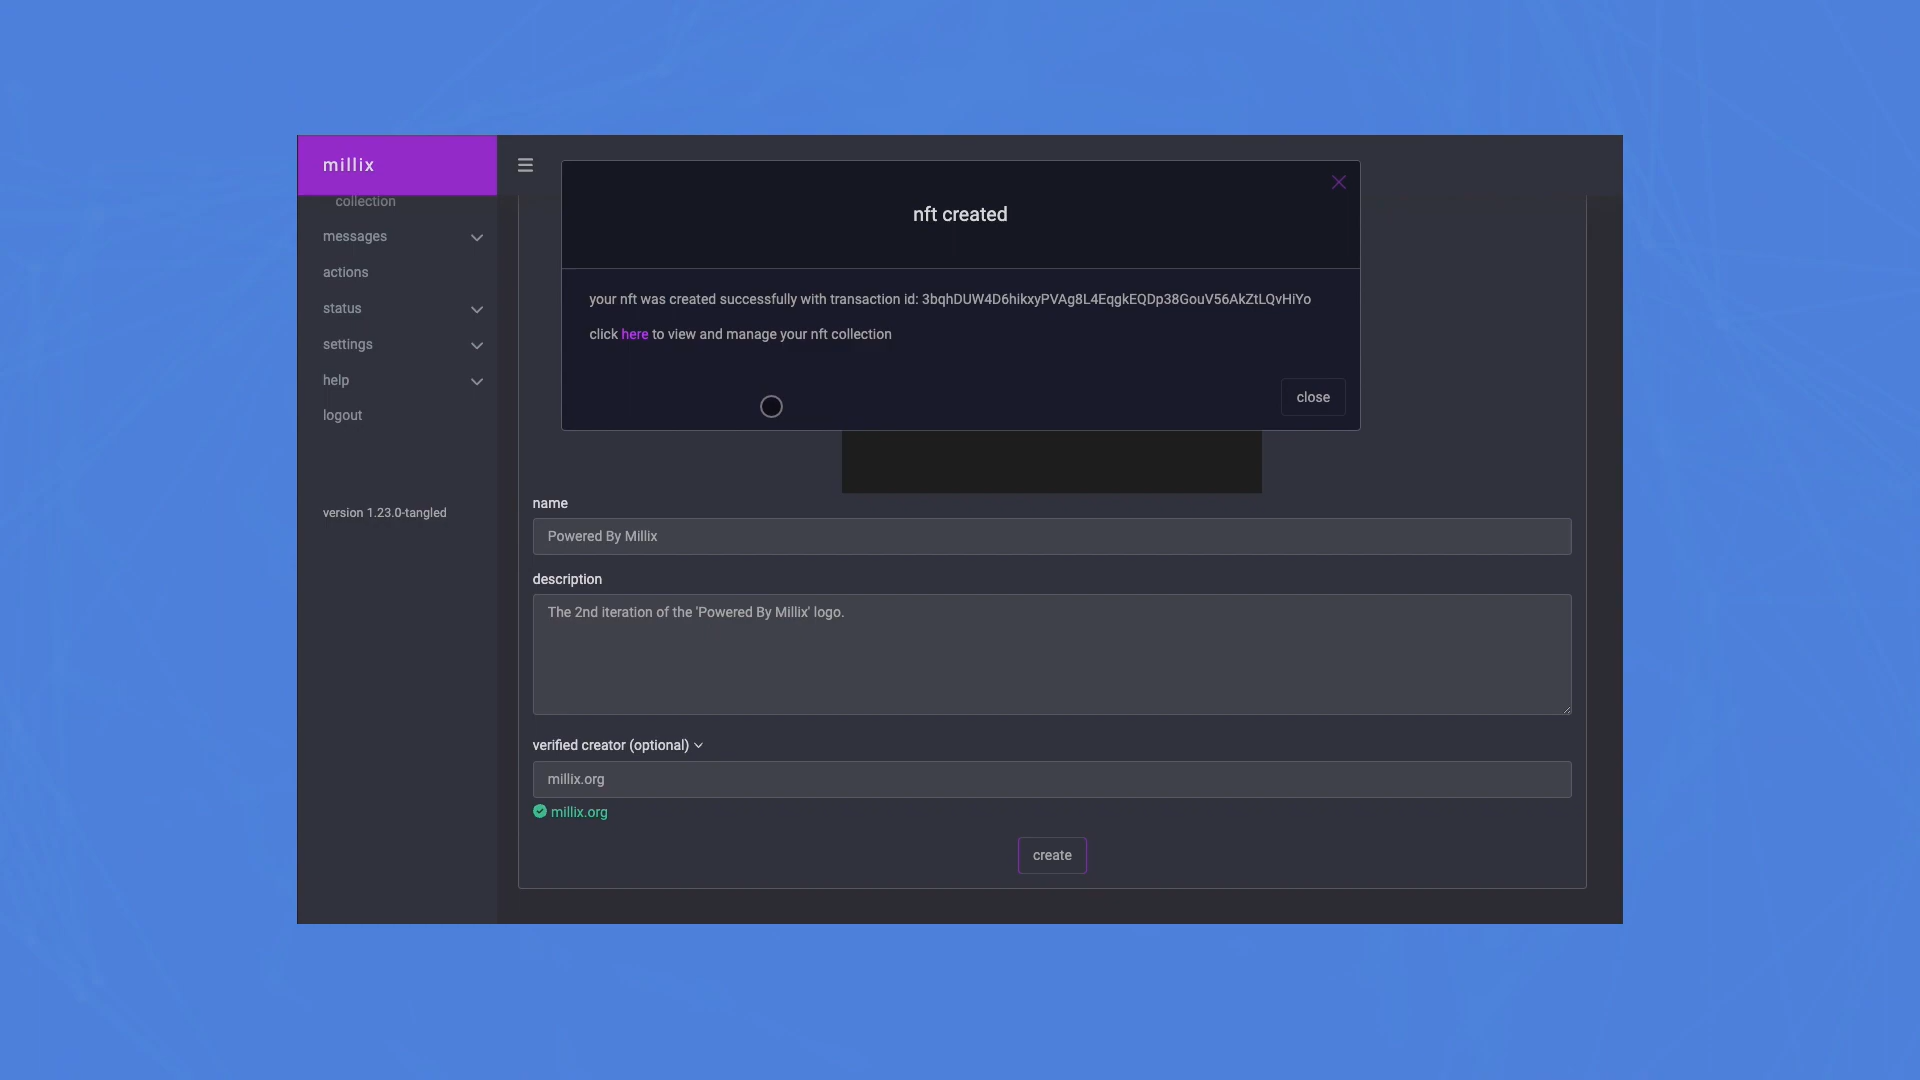 millix
collection
messages
actions
status
settings
help
logout
version 1.23.0-tangled
nft created
your nft was created successfully with transaction id: 3bqhDUW4D6hikxyPVAg8L4EqgkEQDp38GouV56AkZtLQvHiYo
click here to view and manage your nft collection
close
name
Powered By Millix
description
The 2nd iteration of the 'Powered By Millix' logo.
verified creator (optional)
millix.org
millix.org
create